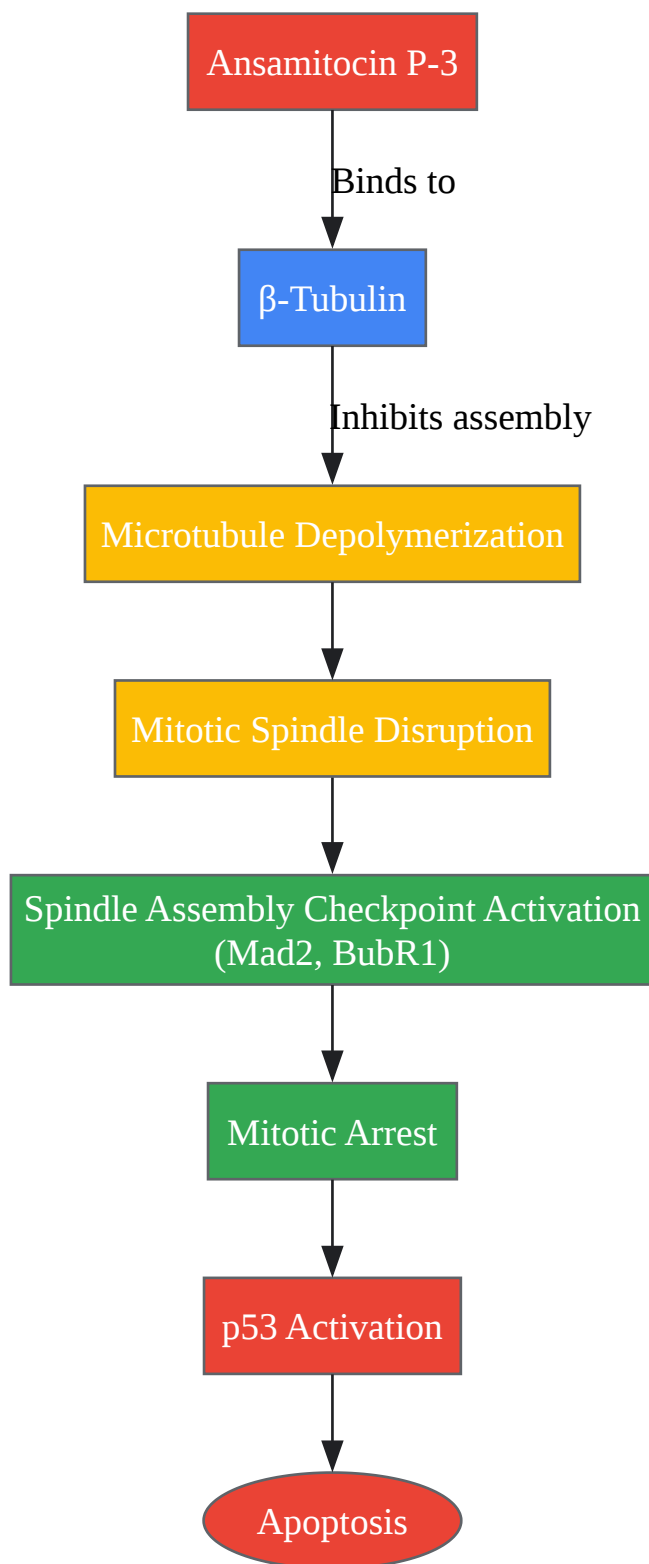 Ansamitocin P-3
Binds to
β-Tubulin
Inhibits assembly
Microtubule Depolymerization
Mitotic Spindle Disruption
Spindle Assembly Checkpoint Activation
(Mad2, BubR1)
Mitotic Arrest
p53 Activation
Apoptosis